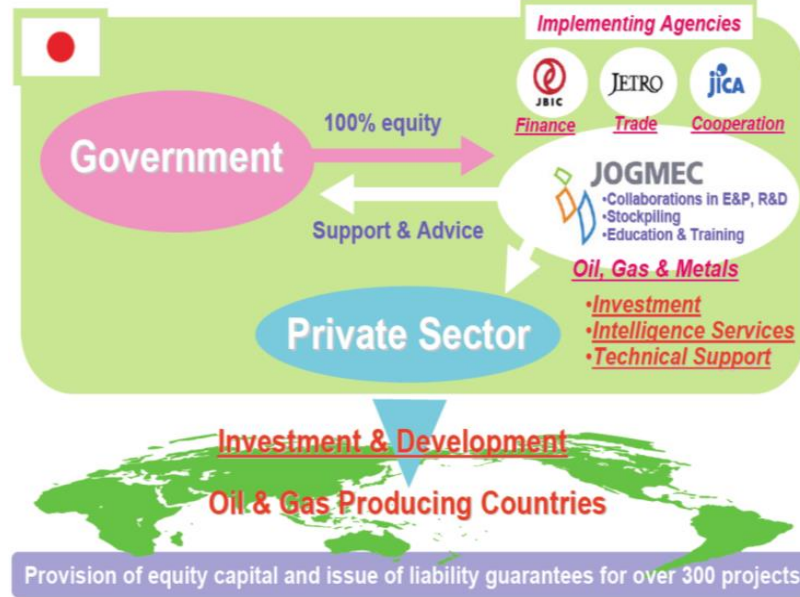 Implementing Agencies
JBIC
JETRO
JICA
Finance
Trade
Cooperation
100% equity
Government
JOGMEC
•Collaborations in E&P, R&D
•Stockpiling
•Education & Training
Support & Advice
Oil, Gas & Metals
•Investment
•Intelligence Services
•Technical Support
Private Sector
Investment & Development
Oil & Gas Producing Countries
Provision of equity capital and issue of liability guarantees for over 300 projects